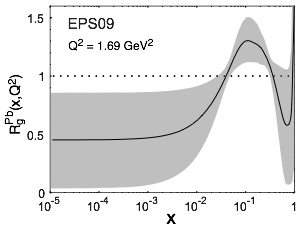 EPS09
Q² = 1.69 GeV²
R_g^Pb(x,Q²)
1.5
1
0.5
0
10⁻⁵
10⁻⁴
10⁻³
10⁻²
10⁻¹
1
x